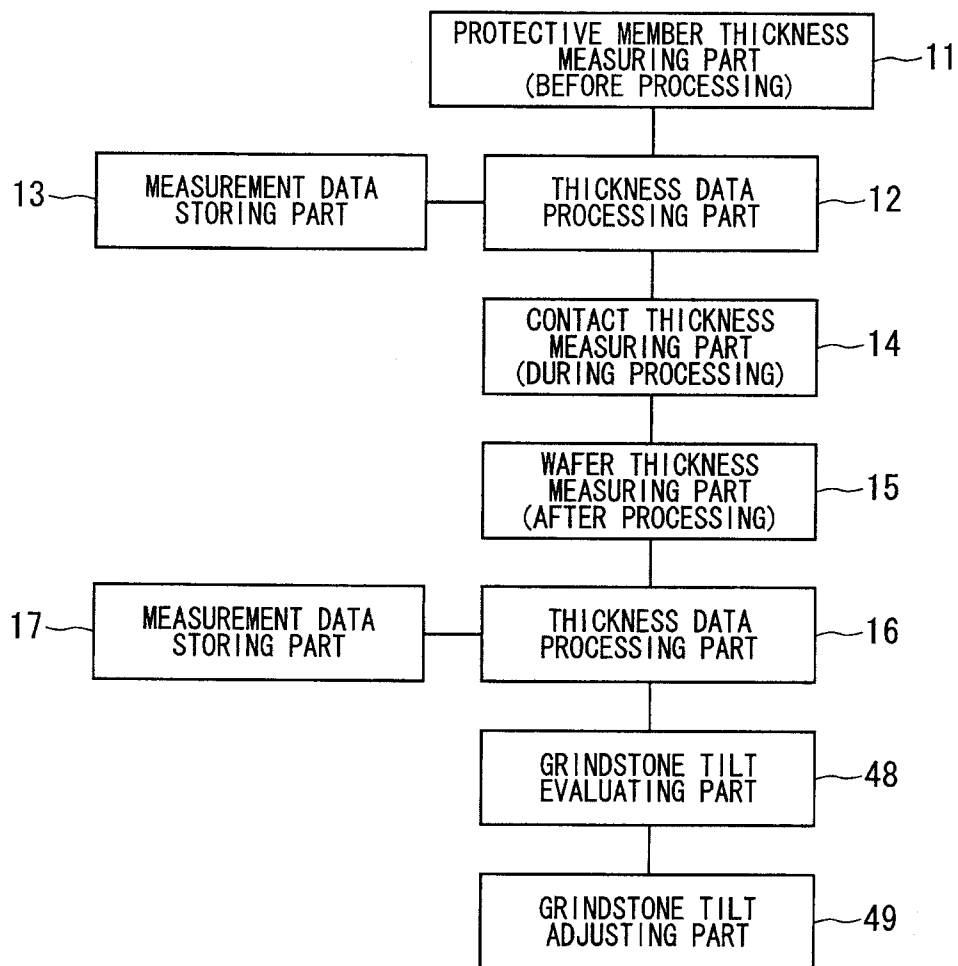 PROTECTIVE MEMBER THICKNESS
MEASURING PART
(BEFORE PROCESSING)
11
13
MEASUREMENT DATA
STORING PART
THICKNESS DATA
PROCESSING PART
12
CONTACT THICKNESS
MEASURING PART
(DURING PROCESSING)
14
WAFER THICKNESS
MEASURING PART
(AFTER PROCESSING)
15
17
MEASUREMENT DATA
STORING PART
THICKNESS DATA
PROCESSING PART
16
GRINDSTONE TILT
EVALUATING PART
48
GRINDSTONE TILT
ADJUSTING PART
49